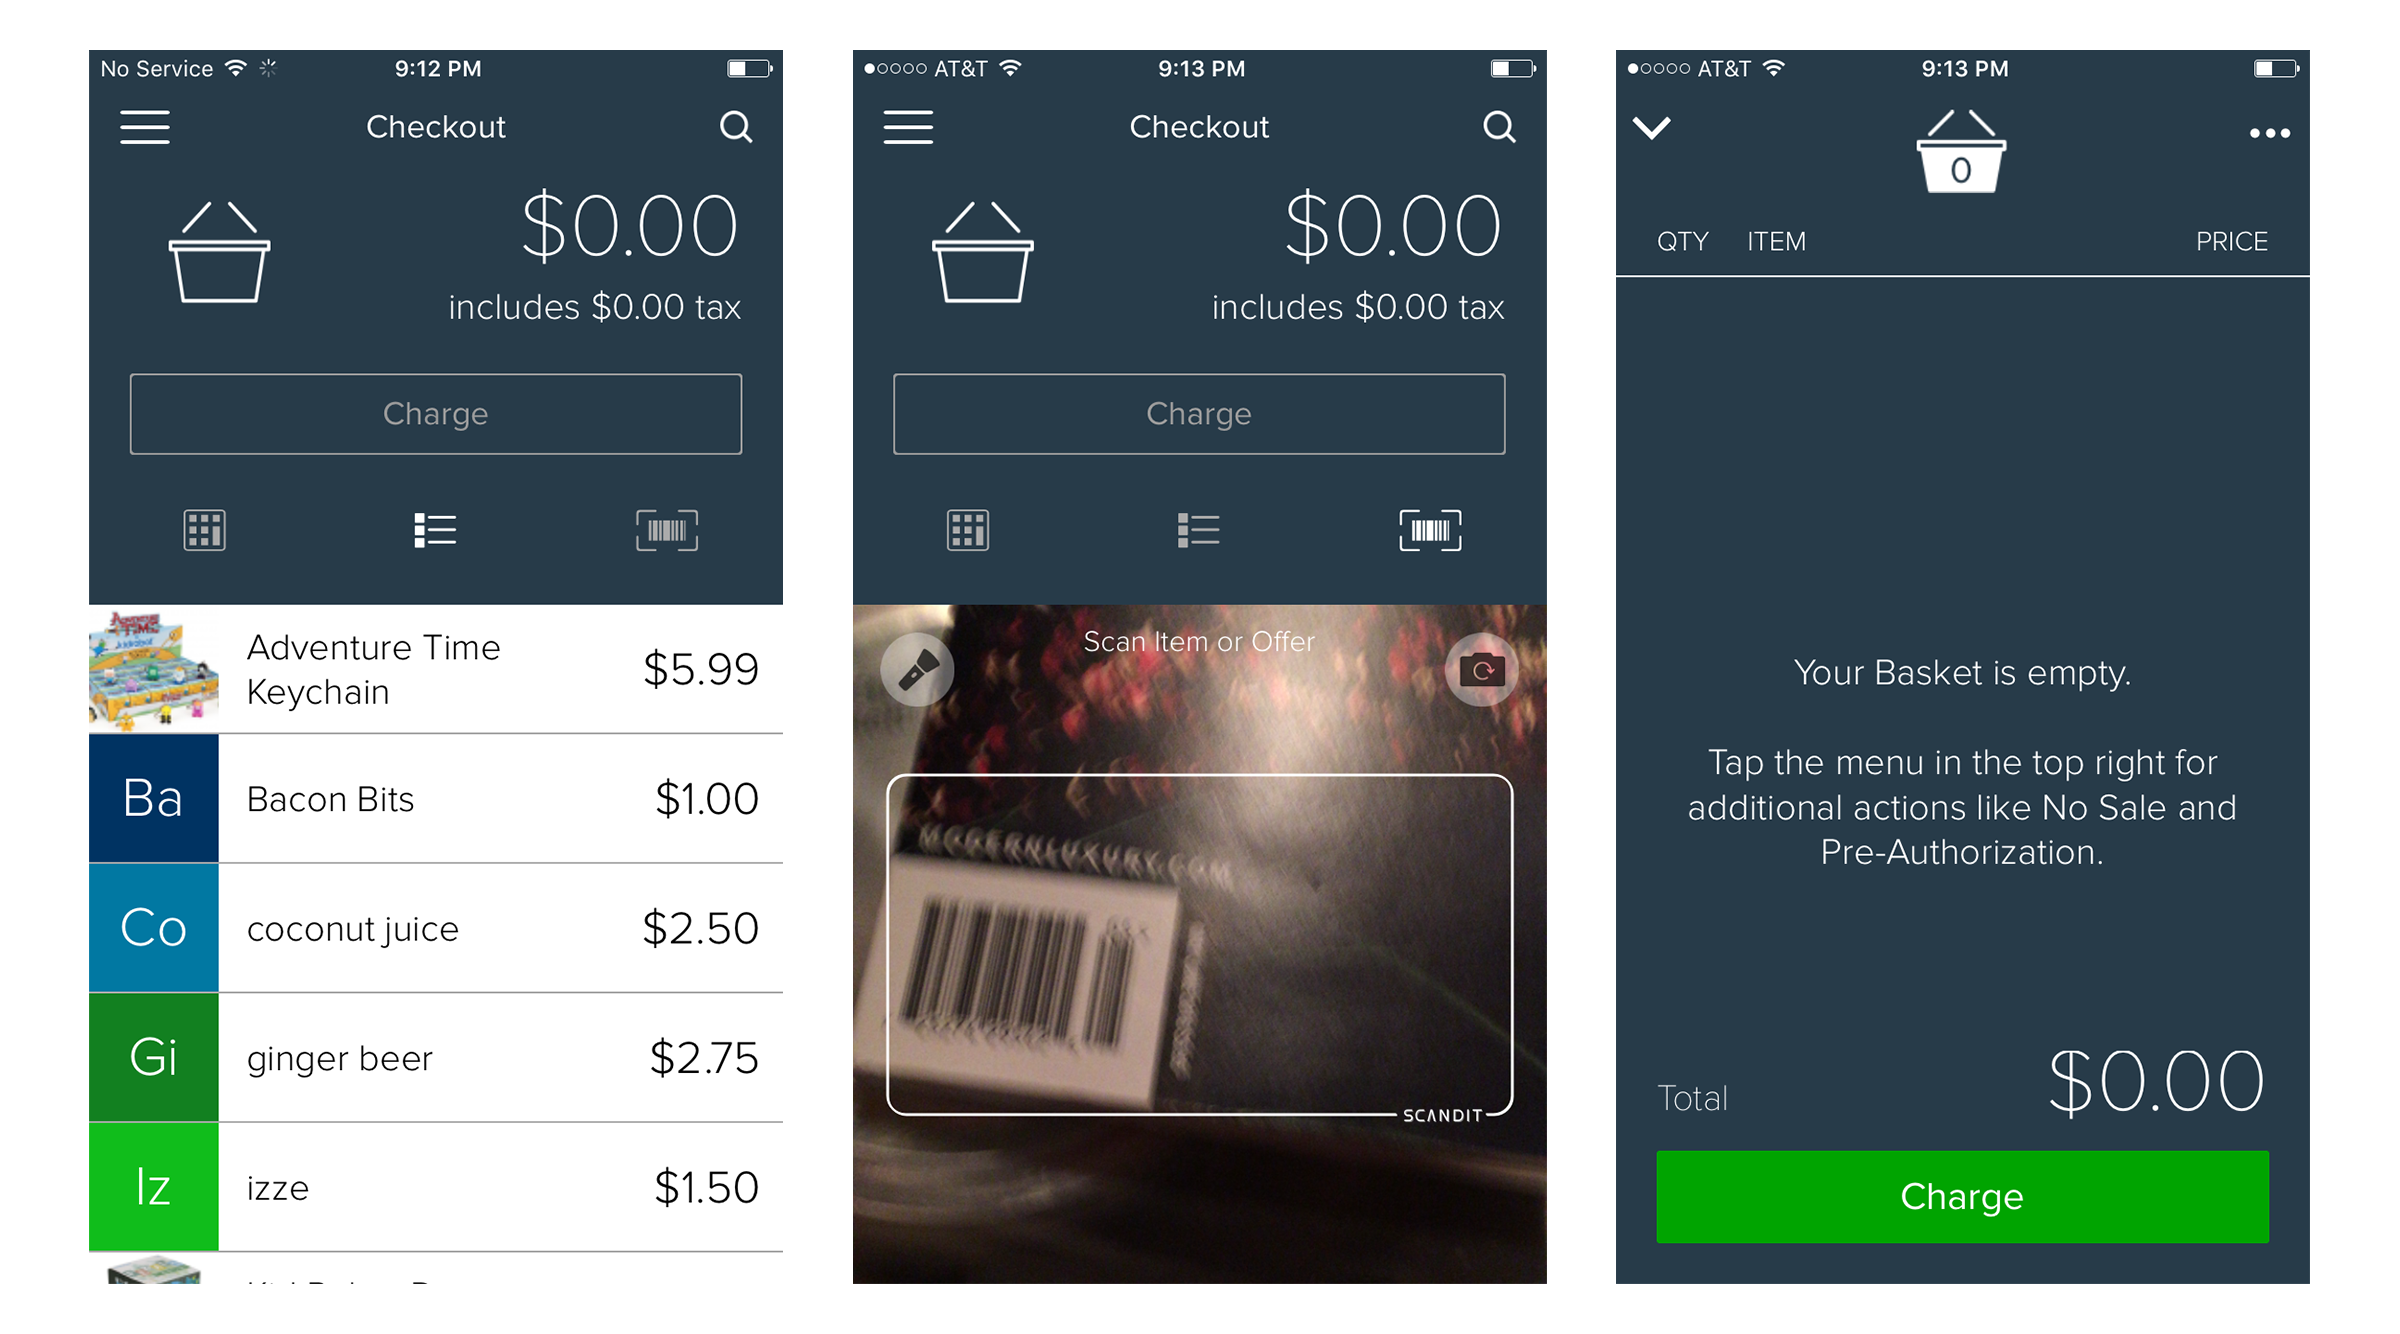 No Service
9:12 PM
Checkout
$0.00
includes $0.00 tax
Charge
Adventure Time
Keychain
$5.99
Ba
Bacon Bits
$1.00
Co
coconut juice
$2.50
Gi
ginger beer
$2.75
Iz
izze
$1.50
AT&T
9:13 PM
Checkout
$0.00
includes $0.00 tax
Charge
Scan Item or Offer
SCANDIT
AT&T
9:13 PM
0
QTY ITEM PRICE
Your Basket is empty.
Tap the menu in the top right for
additional actions like No Sale and
Pre-Authorization.
Total
$0.00
Charge